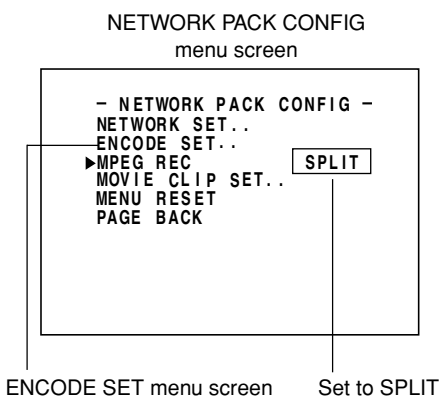 NETWORK PACK CONFIG
menu screen
– NETWORK PACK CONFIG –
NETWORK SET..
ENCODE SET..
▶MPEG REC SPLIT
MOVIE CLIP SET..
MENU RESET
PAGE BACK
ENCODE SET menu screen Set to SPLIT